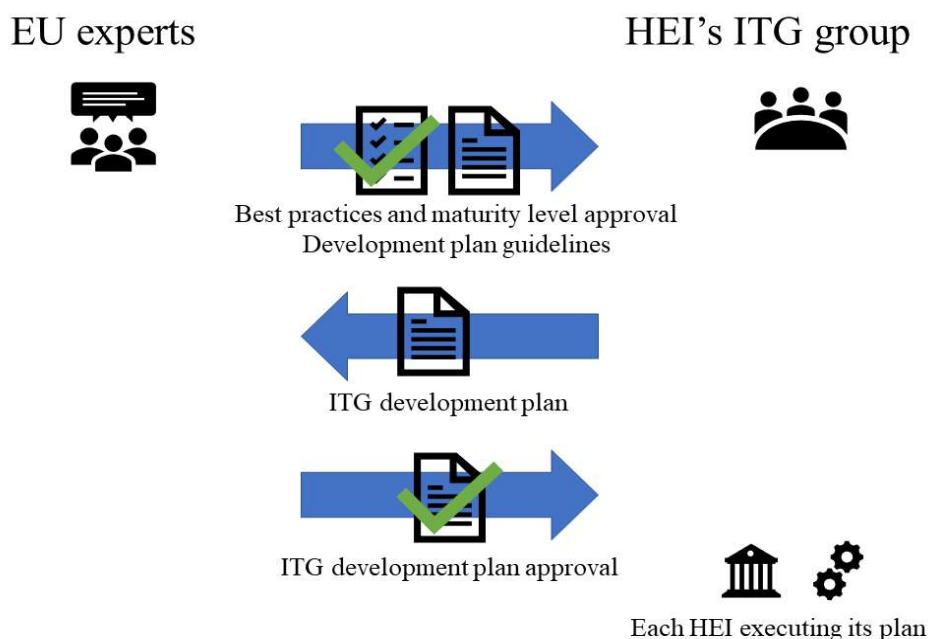 EU experts
HEI's ITG group
Best practices and maturity level approval
Development plan guidelines
ITG development plan
ITG development plan approval
Each HEI executing its plan